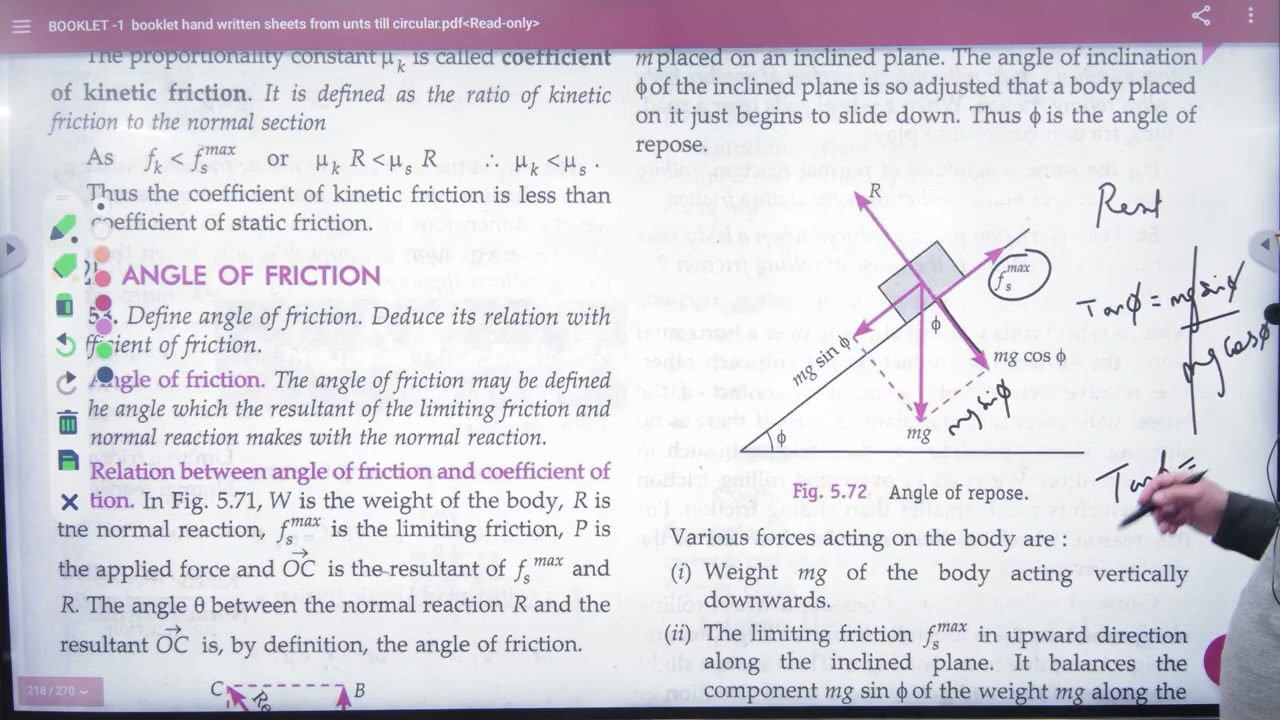 BOOKLET -1 booklet hand written sheets from unts till circular.pdf<Read-only>
The proportionality constant μk is called coefficient
of kinetic friction. It is defined as the ratio of kinetic
friction to the normal section
As fk < fs^max or μk R < μs R ∴ μk < μs .
Thus the coefficient of kinetic friction is less than
coefficient of static friction.
ANGLE OF FRICTION
Define angle of friction. Deduce its relation with
of friction.
Angle of friction. The angle of friction may be defined
he angle which the resultant of the limiting friction and
normal reaction makes with the normal reaction.
Relation between angle of friction and coefficient of
tion. In Fig. 5.71, W is the weight of the body, R is
the normal reaction, fs^max is the limiting friction, P is
the applied force and OC→ is the resultant of fs^max and
R. The angle θ between the normal reaction R and the
resultant OC→ is, by definition, the angle of friction.
C B
218 / 270
m placed on an inclined plane. The angle of inclination
ϕ of the inclined plane is so adjusted that a body placed
on it just begins to slide down. Thus ϕ is the angle of
repose.
R
fs^max
mg sin ϕ
ϕ
mg cos ϕ
mg
mg sin ϕ
ϕ
Fig. 5.72 Angle of repose.
Various forces acting on the body are :
(i) Weight mg of the body acting vertically
downwards.
(ii) The limiting friction fs^max in upward direction
along the inclined plane. It balances the
component mg sin ϕ of the weight mg along the
Rest
Tan ϕ = mg sin ϕ
mg cos ϕ